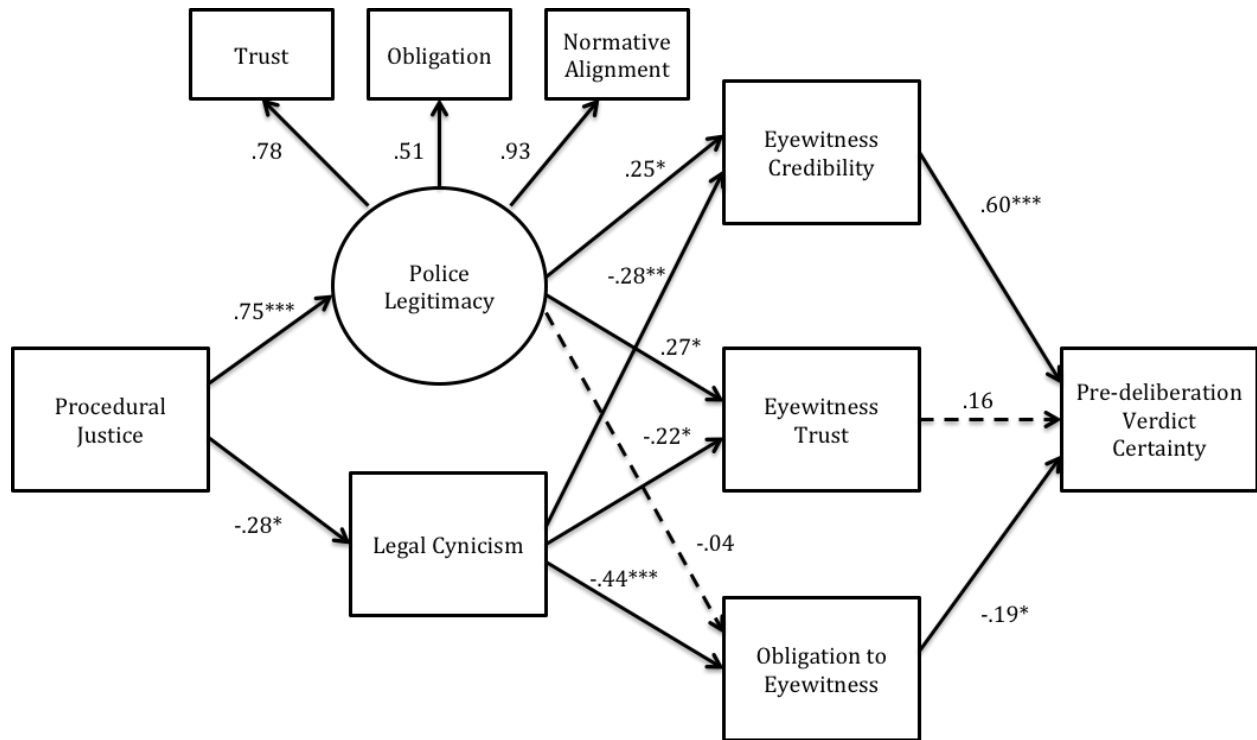 Trust
Obligation
Normative
Alignment
.78
.51
.93
Eyewitness
Credibility
.25*
.60***
-.28**
Police
Legitimacy
.75***
.27*
Procedural
Justice
Eyewitness
Trust
.16
Pre-deliberation
Verdict
Certainty
-.22*
-.28*
Legal Cynicism
-.04
-.44***
-.19*
Obligation to
Eyewitness